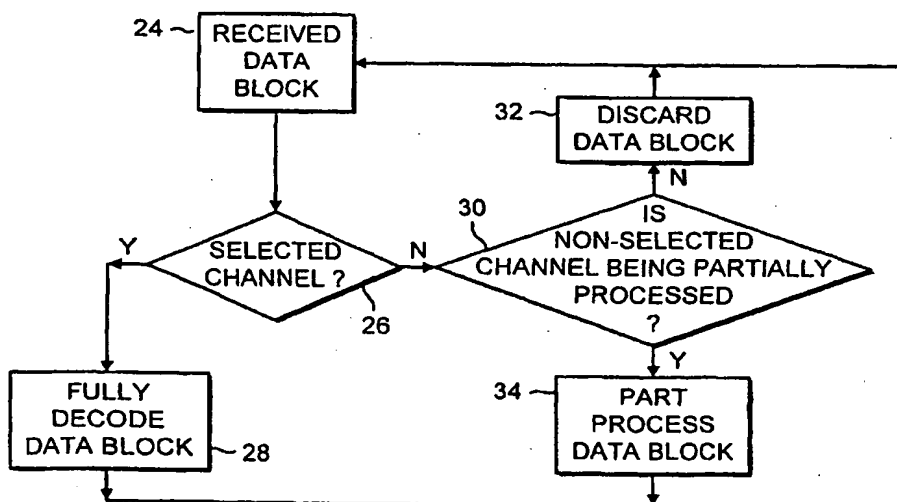 24
RECEIVED
DATA
BLOCK
32
DISCARD
DATA BLOCK
N
30
IS
NON-SELECTED
CHANNEL BEING PARTIALLY
PROCESSED
?
Y
SELECTED
CHANNEL ?
N
26
Y
FULLY
DECODE
DATA BLOCK
28
34
PART
PROCESS
DATA BLOCK